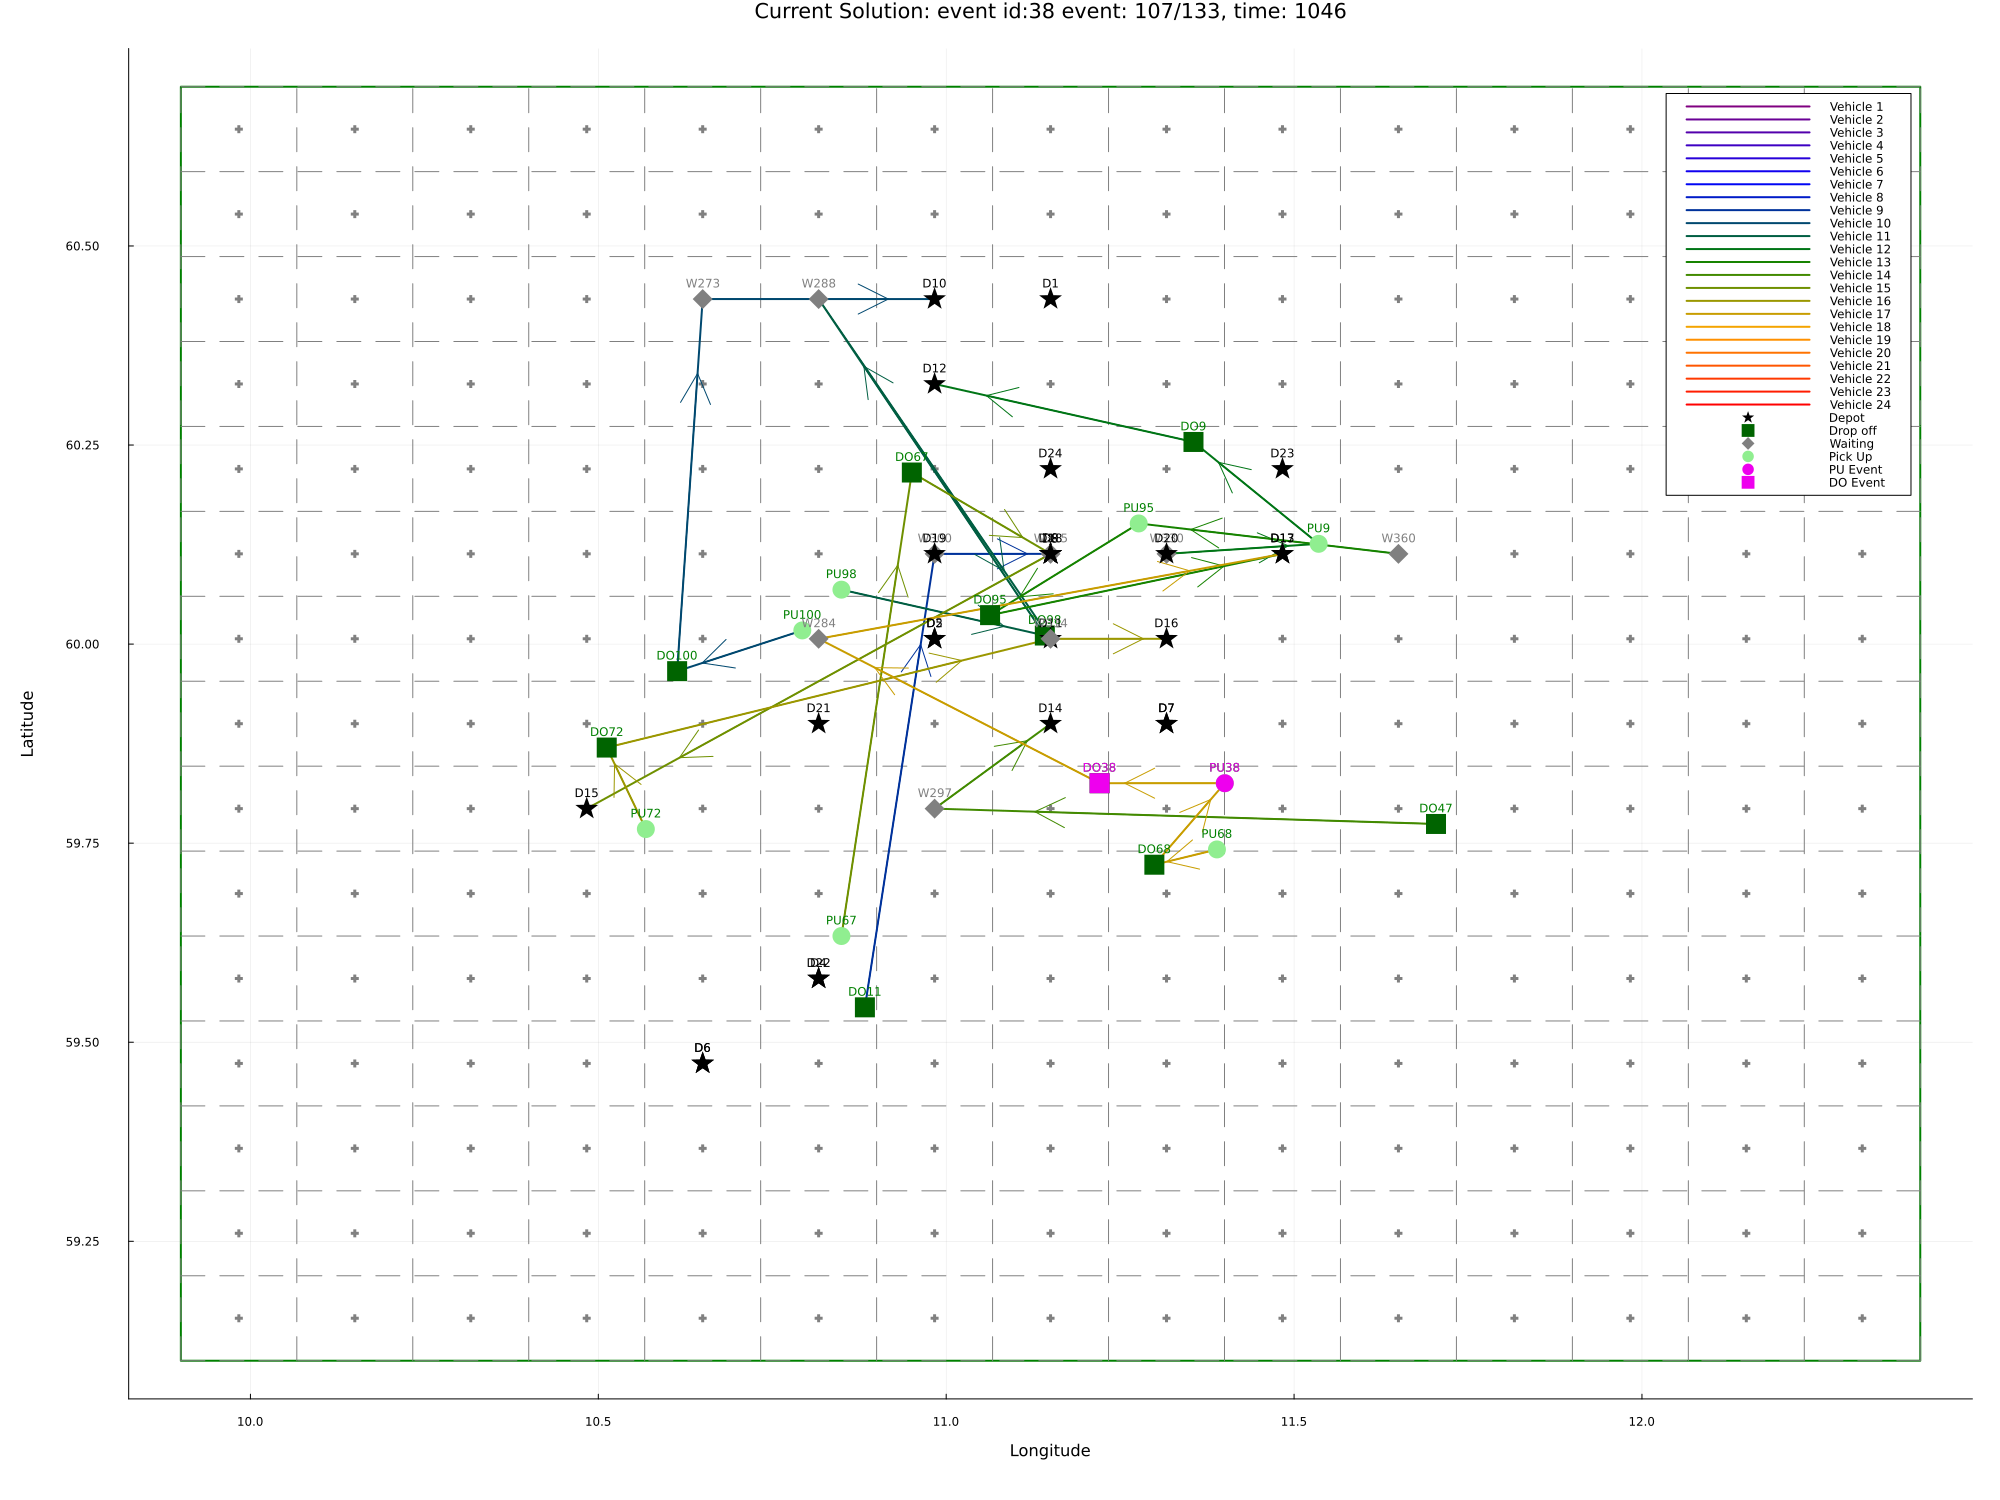 Current Solution: event id:38 event: 107/133, time: 1046
Vehicle 1
Vehicle 2
Vehicle 3
Vehicle 4
Vehicle 5
Vehicle 6
Vehicle 7
Vehicle 8
Vehicle 9
Vehicle 10
Vehicle 11
Vehicle 12
Vehicle 13
Vehicle 14
Vehicle 15
Vehicle 16
Vehicle 17
Vehicle 18
Vehicle 19
Vehicle 20
Vehicle 21
Vehicle 22
Vehicle 23
Vehicle 24
Depot
Drop off
Waiting
Pick Up
PU Event
DO Event
60.50
W273
W288
D10
D1
D12
60.25
DO9
DO67
D24
D23
PU95
PU9
D19
D20
W360
PU98
DO95
PU100
W284
D16
60.00
DO100
D21
D14
D7
DO72
DO38
PU38
D15
W297
DO47
PU72
PU68
DO68
59.75
PU67
D22
DO11
59.50
D6
59.25
10.0
10.5
11.0
11.5
12.0
Latitude
Longitude